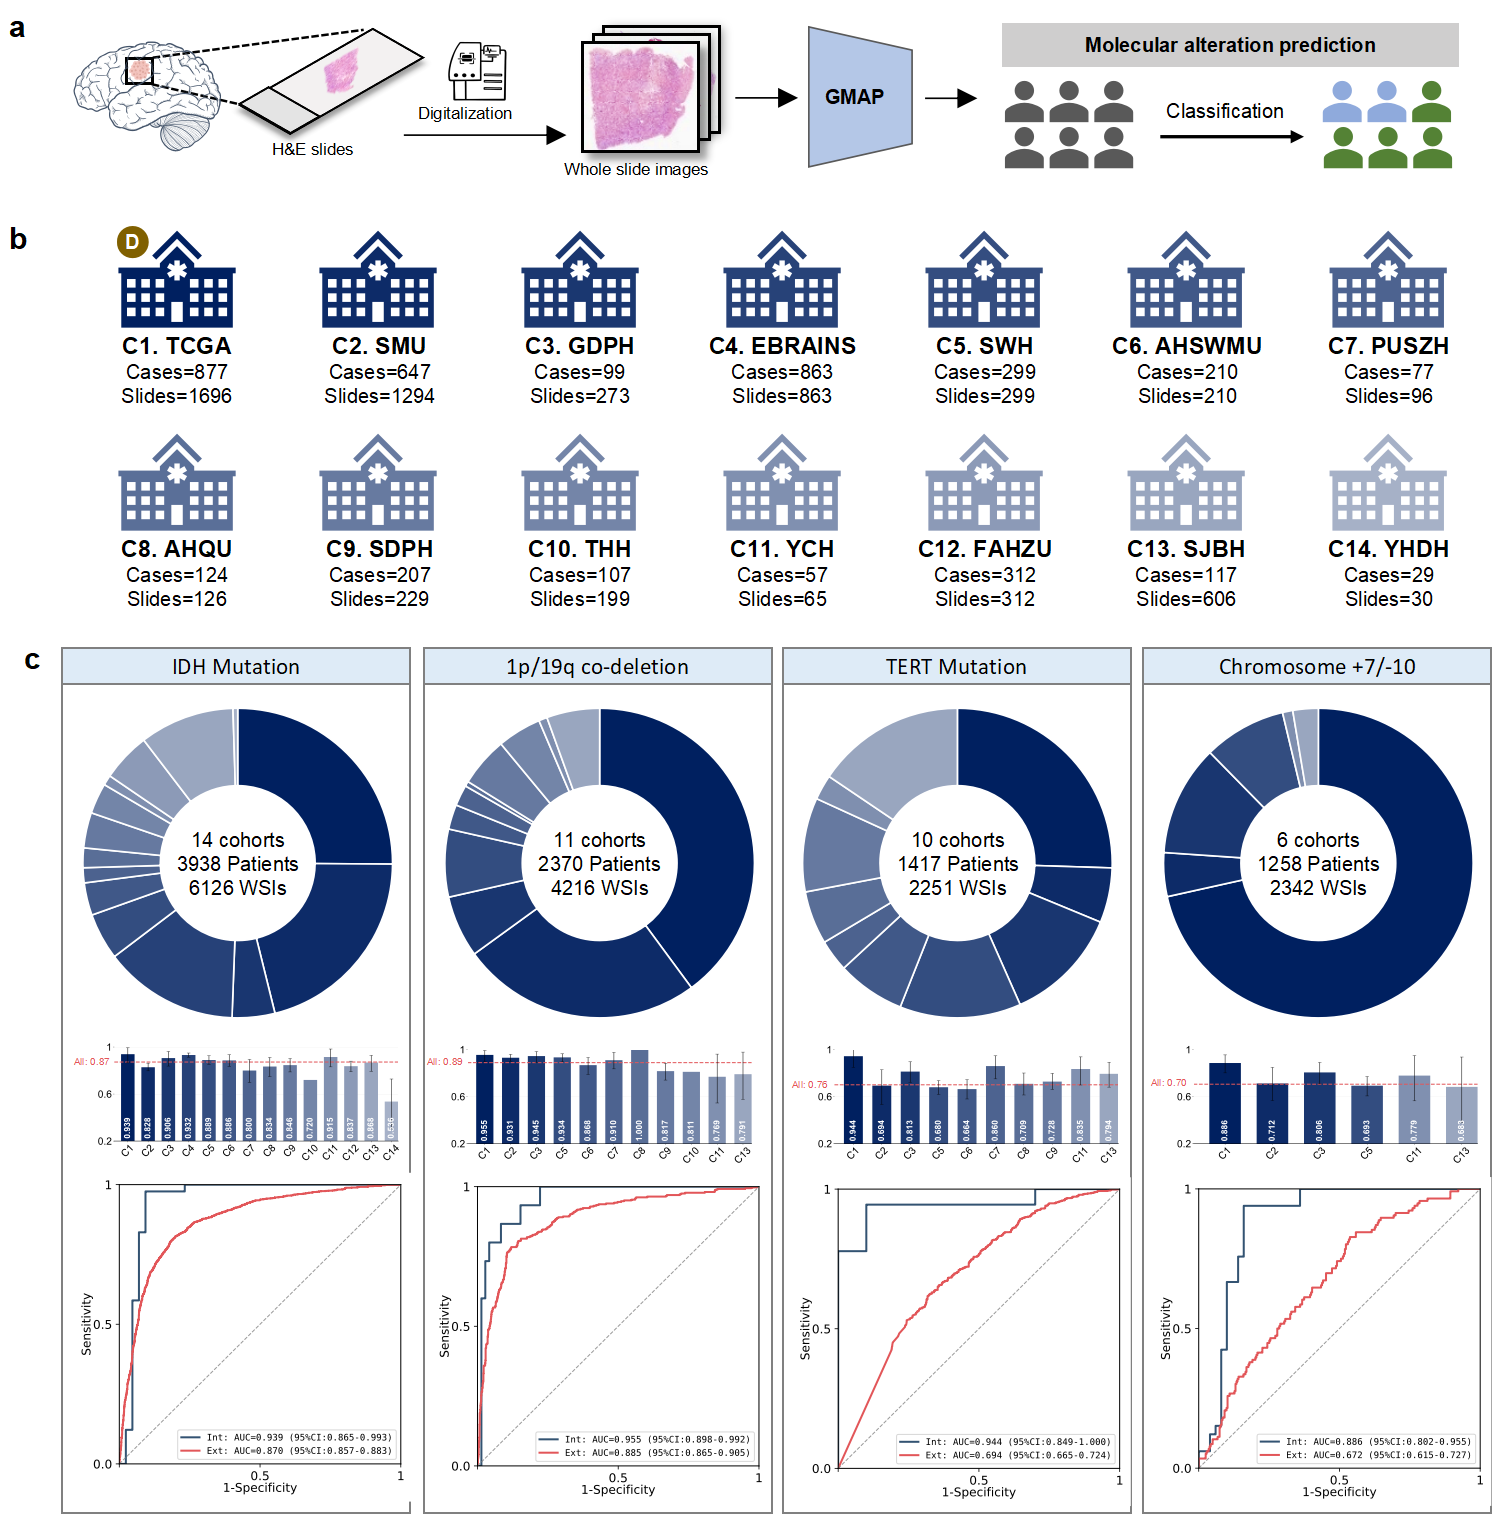 a
Molecular alteration prediction
GMAP
Classification
Digitalization
H&E slides
Whole slide images
b
D
C1. TCGA
Cases=877
Slides=1696
C2. SMU
Cases=647
Slides=1294
C3. GDPH
Cases=99
Slides=273
C4. EBRAINS
Cases=863
Slides=863
C5. SWH
Cases=299
Slides=299
C6. AHSWMU
Cases=210
Slides=210
C7. PUSZH
Cases=77
Slides=96
C8. AHQU
Cases=124
Slides=126
C9. SDPH
Cases=207
Slides=229
C10. THH
Cases=107
Slides=199
C11. YCH
Cases=57
Slides=65
C12. FAHZU
Cases=312
Slides=312
C13. SJBH
Cases=117
Slides=606
C14. YHDH
Cases=29
Slides=30
c
IDH Mutation
14 cohorts
3938 Patients
6126 WSIs
1
All: 0.87
0.6
0.2
0.939 0.828 0.906 0.932 0.889 0.886 0.800 0.834 0.846 0.720 0.915 0.837 0.868
C1 C2 C3 C4 C5 C6 C7 C8 C9 C10 C11 C12 C13 C14
1
Sensitivity
0.5
Int: AUC=0.939 (95%CI:0.865-0.993)
Ext: AUC=0.870 (95%CI:0.857-0.883)
0.0
0.5
1
1-Specificity
1p/19q co-deletion
11 cohorts
2370 Patients
4216 WSIs
1
All: 0.89
0.6
0.2
0.955 0.931 0.945 0.934 0.868 0.910 1.000 0.817 0.811 0.769 0.791
C1 C2 C3 C5 C6 C7 C8 C9 C10 C11 C13
1
Sensitivity
0.5
Int: AUC=0.955 (95%CI:0.898-0.992)
Ext: AUC=0.885 (95%CI:0.865-0.905)
0.0
0.5
1
1-Specificity
TERT Mutation
10 cohorts
1417 Patients
2251 WSIs
1
All: 0.76
0.6
0.2
0.944 0.694 0.813 0.680 0.664 0.860 0.709 0.728 0.835 0.794
C1 C2 C3 C5 C6 C7 C8 C9 C11 C13
1
Sensitivity
0.5
Int: AUC=0.944 (95%CI:0.849-1.000)
Ext: AUC=0.694 (95%CI:0.665-0.724)
0.0
0.5
1
1-Specificity
Chromosome +7/-10
6 cohorts
1258 Patients
2342 WSIs
1
All: 0.70
0.6
0.2
0.886 0.712 0.806 0.693 0.779 0.683
C1 C2 C3 C5 C11 C13
1
Sensitivity
0.5
Int: AUC=0.886 (95%CI:0.802-0.955)
Ext: AUC=0.672 (95%CI:0.615-0.727)
0.0
0.5
1
1-Specificity